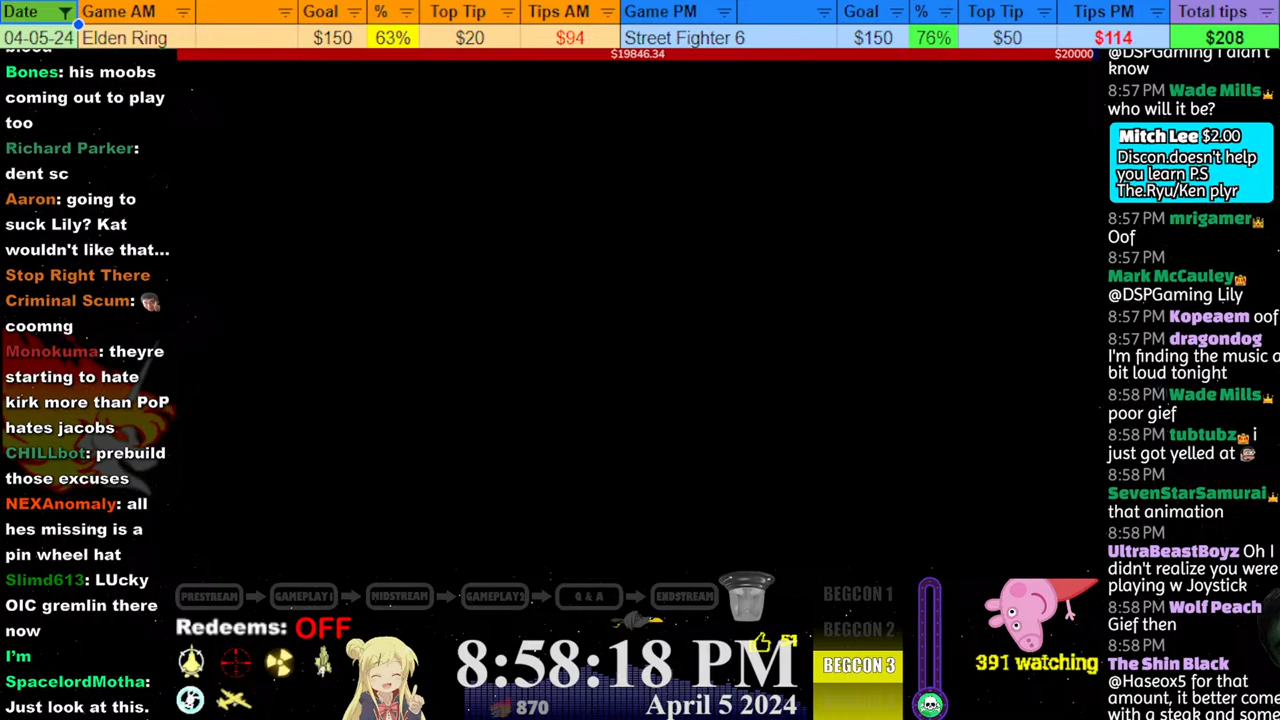 Date Game AM Goal % Top Tip Tips AM Game PM Goal % Top Tip Tips PM Total tips
04-05-24 Elden Ring $150 63% $20 $94 Street Fighter 6 $150 76% $50 $114 $208
$19846.34 $20000
Bones: his moobs
coming out to play
too
Richard Parker:
dent sc
Aaron: going to
suck Lily? Kat
wouldn't like that...
Stop Right There
Criminal Scum:
coomng
Monokuma: theyre
starting to hate
kirk more than PoP
hates jacobs
CHILLbot: prebuild
those excuses
NEXAnomaly: all
hes missing is a
pin wheel hat
Slimd613: LUcky
OIC gremlin there
now
I'm
SpacelordMotha:
Just look at this.
@DSPGaming I didn't
know
8:57 PM Wade Mills
who will it be?
Mitch Lee $2.00
Discon.doesn't help
you learn P.S
The.Ryu/Ken plyr
8:57 PM mrigamer
Oof
8:57 PM
Mark McCauley
@DSPGaming Lily
8:57 PM Kopeaem oof
8:57 PM dragondog
I'm finding the music a
bit loud tonight
8:58 PM Wade Mills
poor gief
8:58 PM tubtubz i
just got yelled at
8:58 PM
SevenStarSamurai
that animation
8:58 PM
UltraBeastBoyz Oh I
didn't realize you were
playing w Joystick
8:58 PM Wolf Peach
Gief then
8:58 PM
The Shin Black
@Haseox5 for that
amount, it better come
with a steak and some
PRESTREAM GAMEPLAY 1 MIDSTREAM GAMEPLAY 2 Q & A ENDSTREAM
BEGCON 1
BEGCON 2
BEGCON 3
Redeems: OFF
51
8:58:18 PM
870 April 5 2024
391 watching